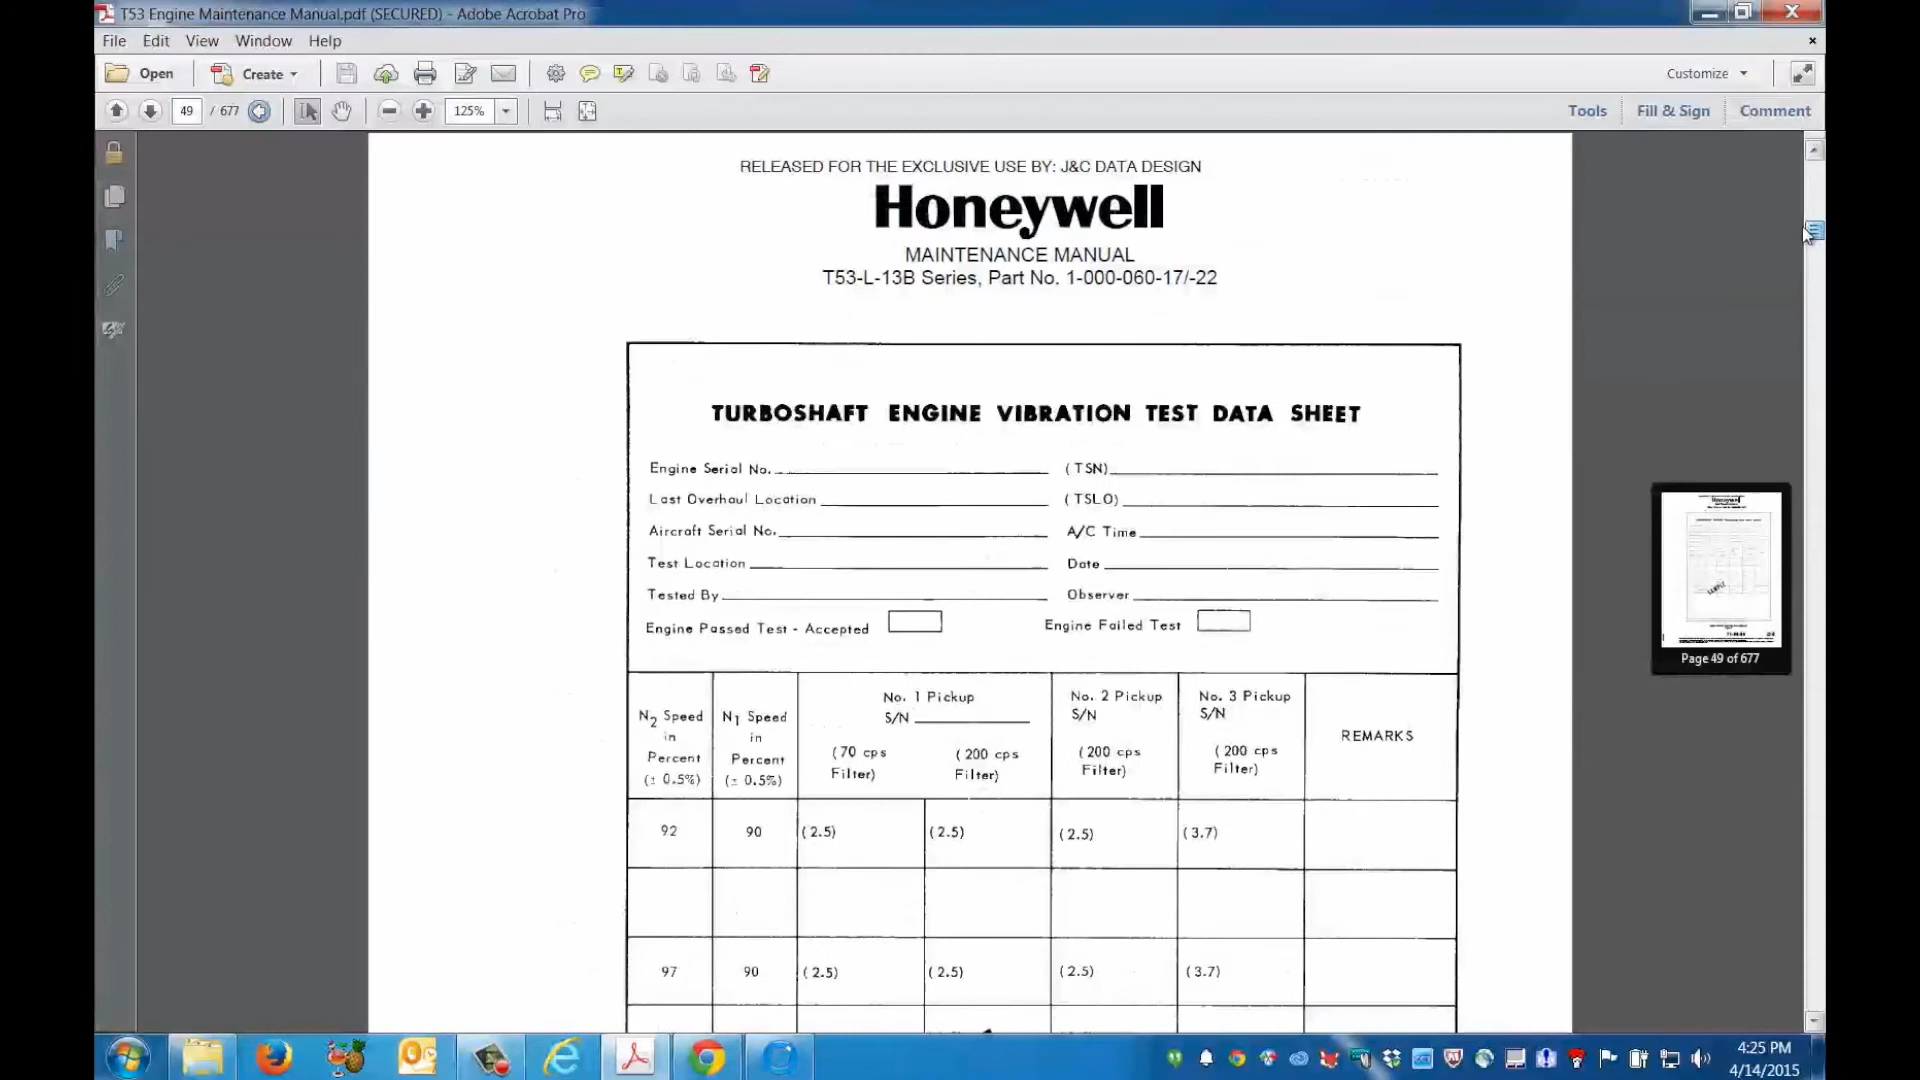 T53 Engine Maintenance Manual.pdf (SECURED) - Adobe Acrobat Pro
File Edit View Window Help
Open Create Customize
49 / 677 125% Tools Fill & Sign Comment
RELEASED FOR THE EXCLUSIVE USE BY: J&C DATA DESIGN
Honeywell
MAINTENANCE MANUAL
T53-L-13B Series, Part No. 1-000-060-17/-22
TURBOSHAFT ENGINE VIBRATION TEST DATA SHEET
Engine Serial No. (TSN)
Last Overhaul Location (TSLO)
Aircraft Serial No. A/C Time
Test Location Date
Tested By Observer
Engine Passed Test - Accepted Engine Failed Test
N2 Speed in Percent (± 0.5%)
N1 Speed in Percent (± 0.5%)
No. 1 Pickup
S/N
(70 cps Filter)
(200 cps Filter)
No. 2 Pickup
S/N
(200 cps Filter)
No. 3 Pickup
S/N
(200 cps Filter)
REMARKS
92 90 (2.5) (2.5) (2.5) (3.7)
97 90 (2.5) (2.5) (2.5) (3.7)
Honeywell
SAMPLE
Page 49 of 677
4:25 PM
4/14/2015